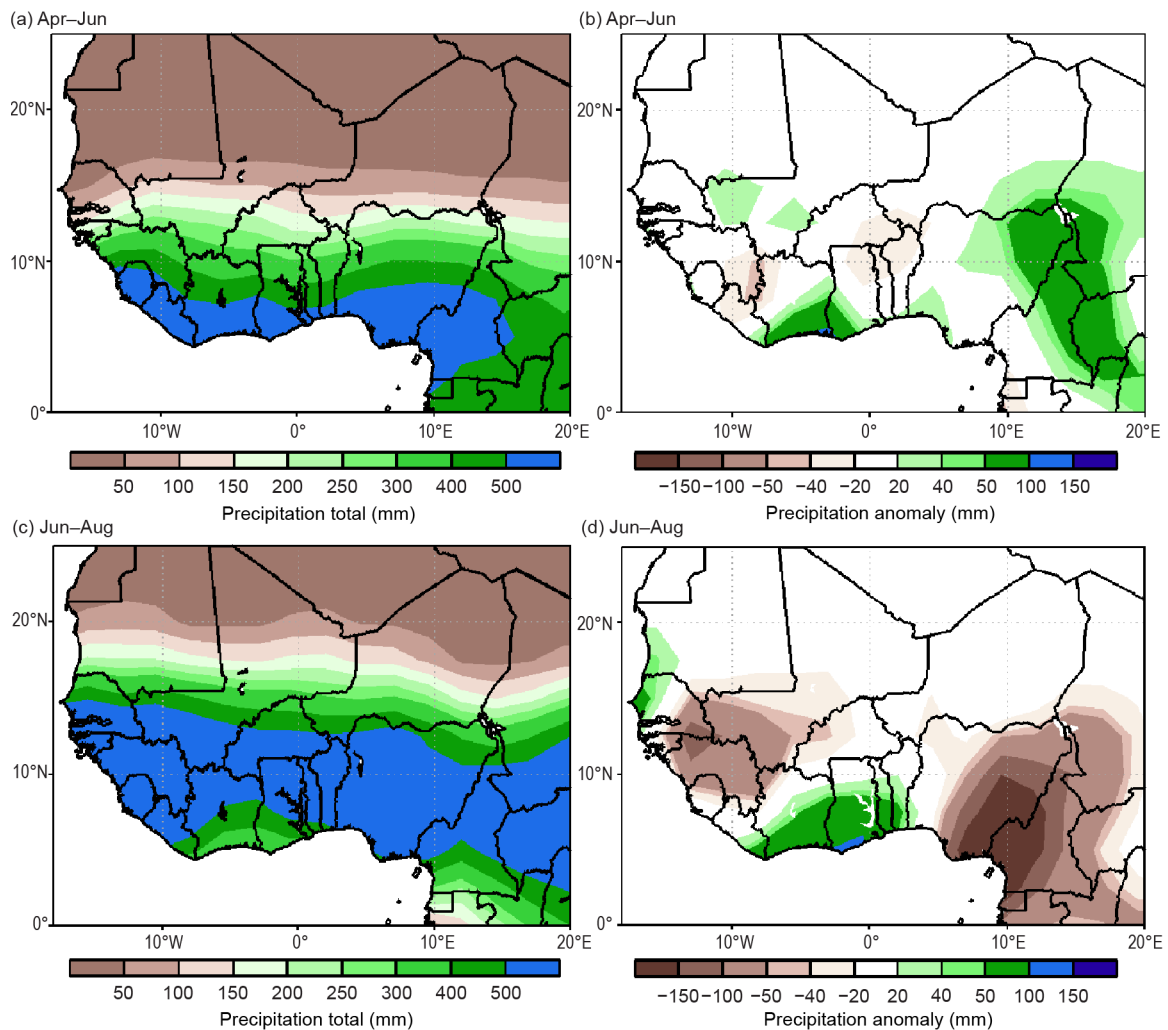 (a) Apr–Jun
(b) Apr–Jun
20°N
20°N
10°N
10°N
0°
0°
10°W 0° 10°E 20°E
10°W 0° 10°E 20°E
50 100 150 200 250 300 400 500
−150 −100 −50 −40 −20 20 40 50 100 150
Precipitation total (mm)
Precipitation anomaly (mm)
(c) Jun–Aug
(d) Jun–Aug
20°N
20°N
10°N
10°N
0°
0°
10°W 0° 10°E 20°E
10°W 0° 10°E 20°E
50 100 150 200 250 300 400 500
−150 −100 −50 −40 −20 20 40 50 100 150
Precipitation total (mm)
Precipitation anomaly (mm)